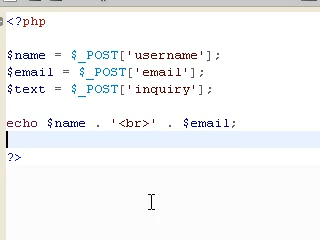 <?php
$name = $_POST['username'];
$email = $_POST['email'];
$text = $_POST['inquiry'];
echo $name . '<br>' . $email;
?>